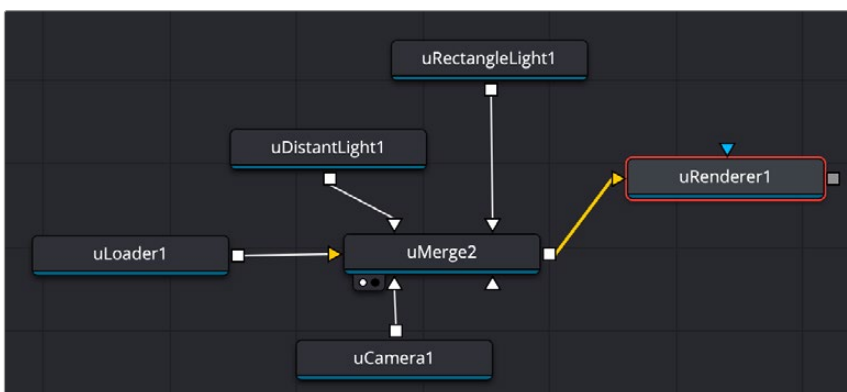 uRectangleLight1
uDistantLight1
uRenderer1
uLoader1
uMerge2
uCamera1